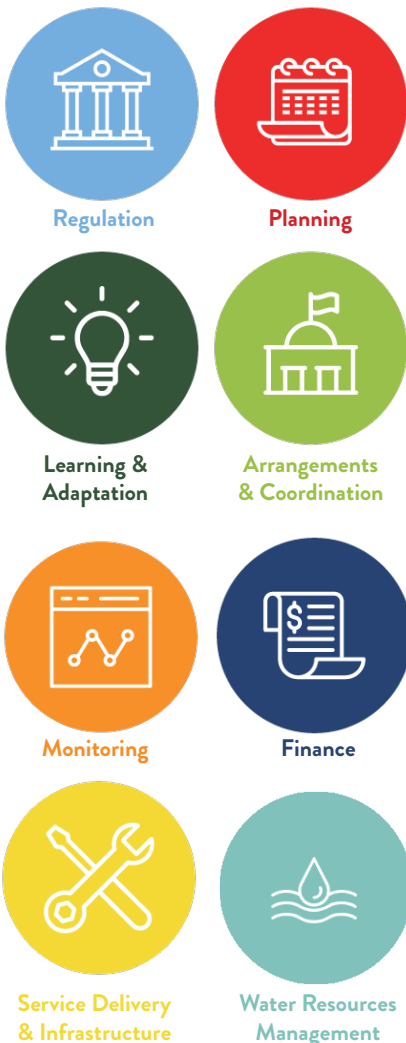 Regulation
Planning
Learning &
Adaptation
Arrangements
& Coordination
Monitoring
$
Finance
Service Delivery
& Infrastructure
Water Resources
Management